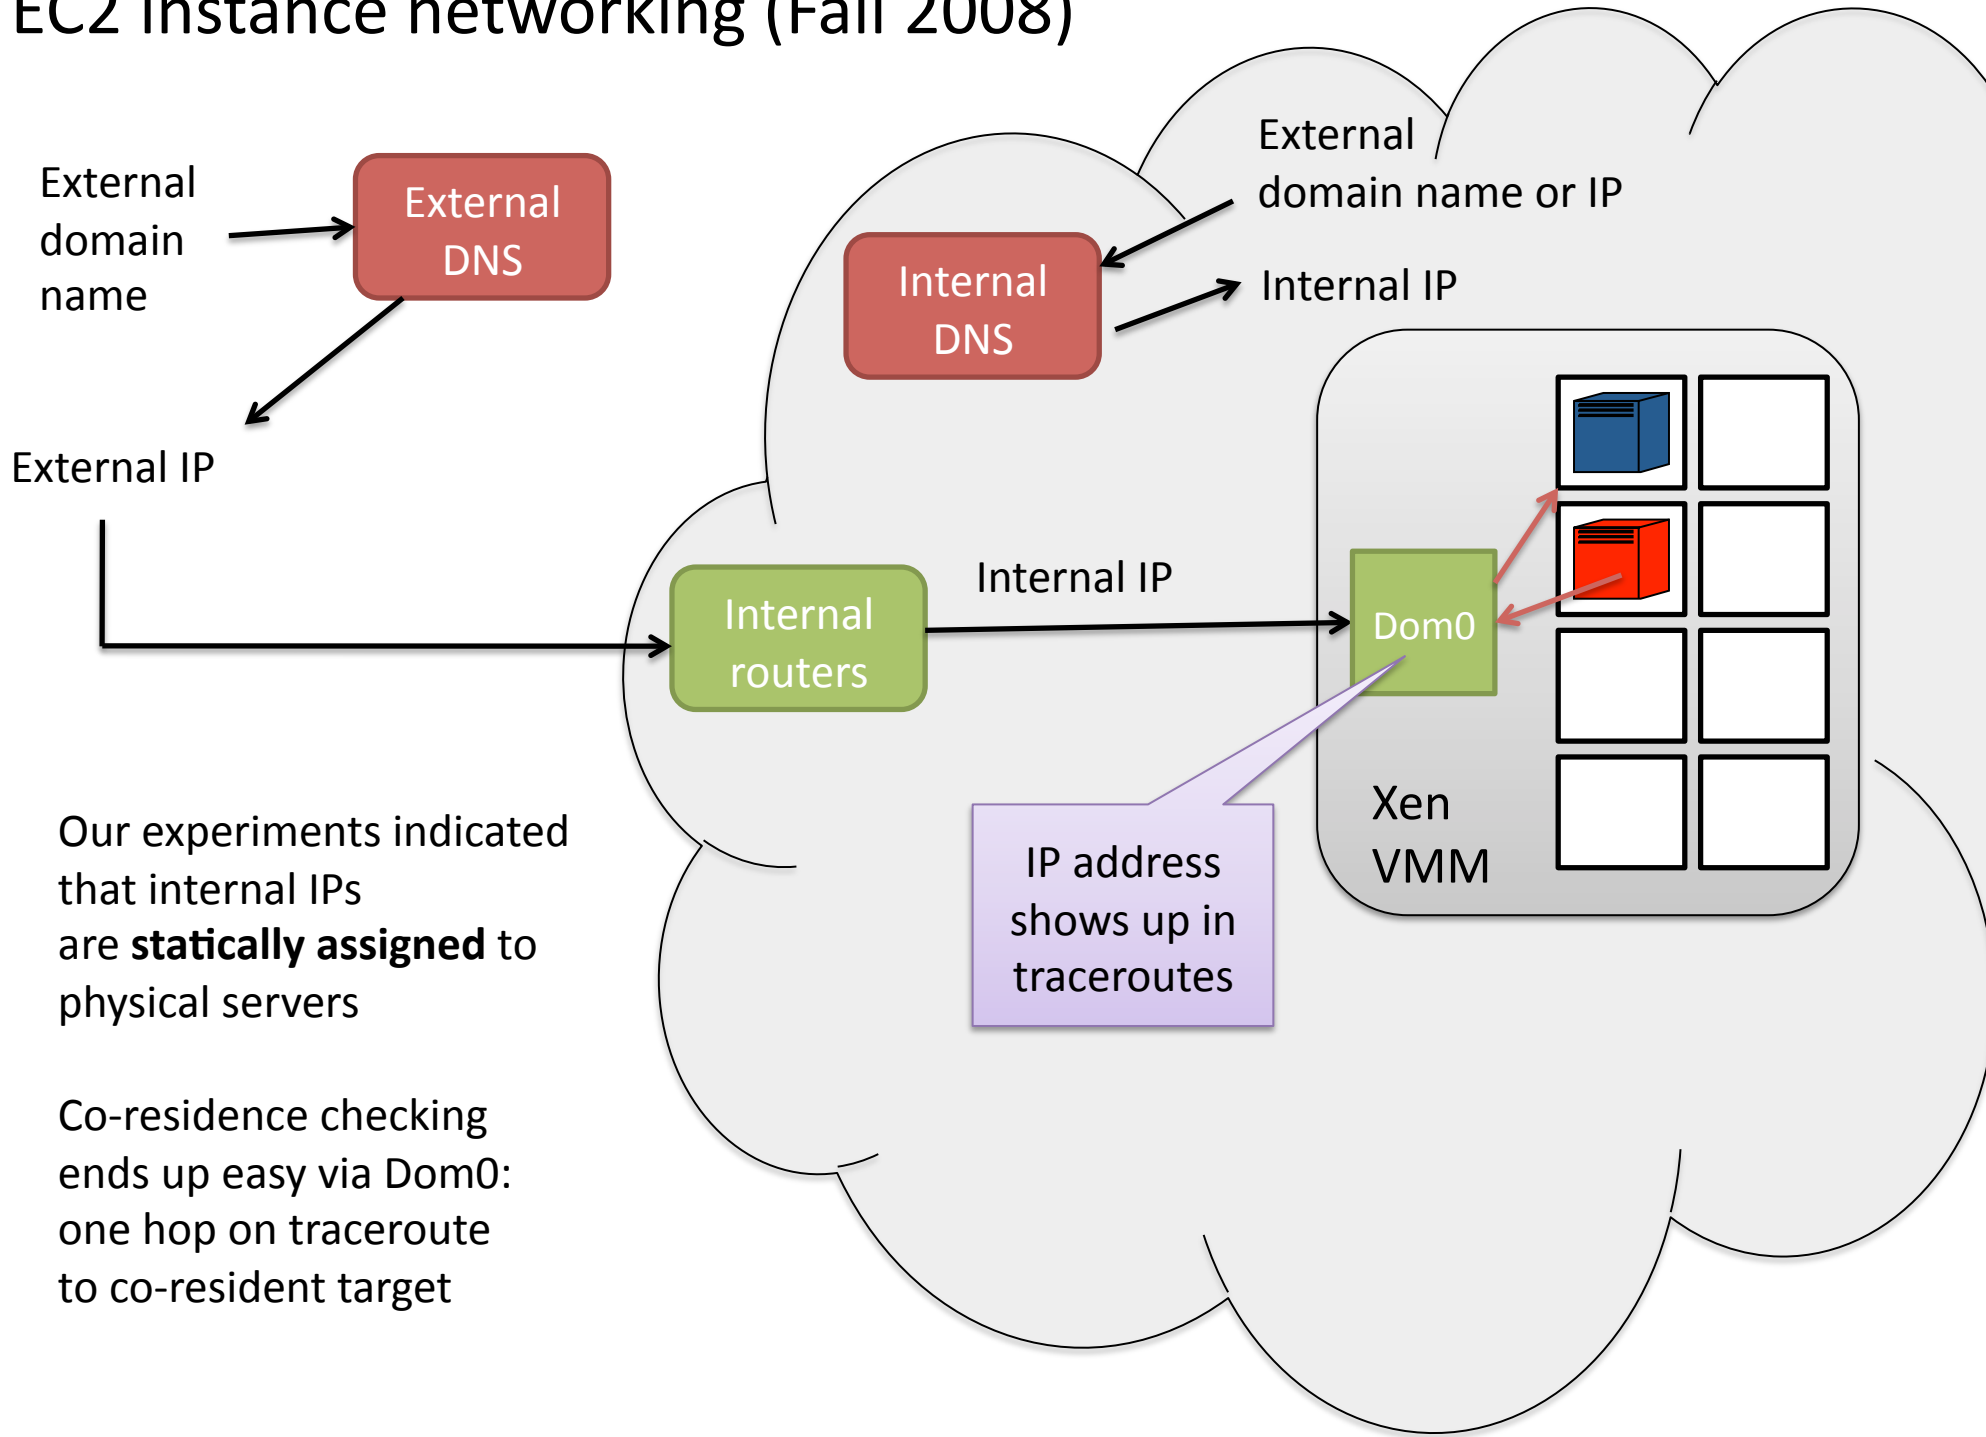 EC2 instance networking (Fall 2008)
External
domain
name
External
DNS
External IP
External
domain name or IP
Internal
DNS
Internal IP
Internal
routers
Internal IP
Dom0
Xen
VMM
IP address
shows up in
traceroutes
Our experiments indicated
that internal IPs
are statically assigned to
physical servers
Co-residence checking
ends up easy via Dom0:
one hop on traceroute
to co-resident target